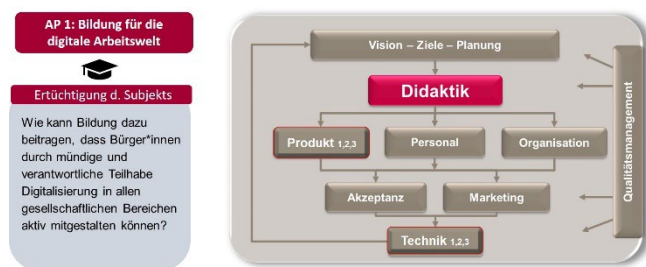 AP 1: Bildung für die
digitale Arbeitswelt
Ertüchtigung d. Subjekts
Wie kann Bildung dazu
beitragen, dass Bürger*innen
durch mündige und
verantwortliche Teilhabe
Digitalisierung in allen
gesellschaftlichen Bereichen
aktiv mitgestalten können?
Vision – Ziele – Planung
Didaktik
Produkt 1,2,3
Personal
Organisation
Akzeptanz
Marketing
Technik 1,2,3
Qualitätsmanagement